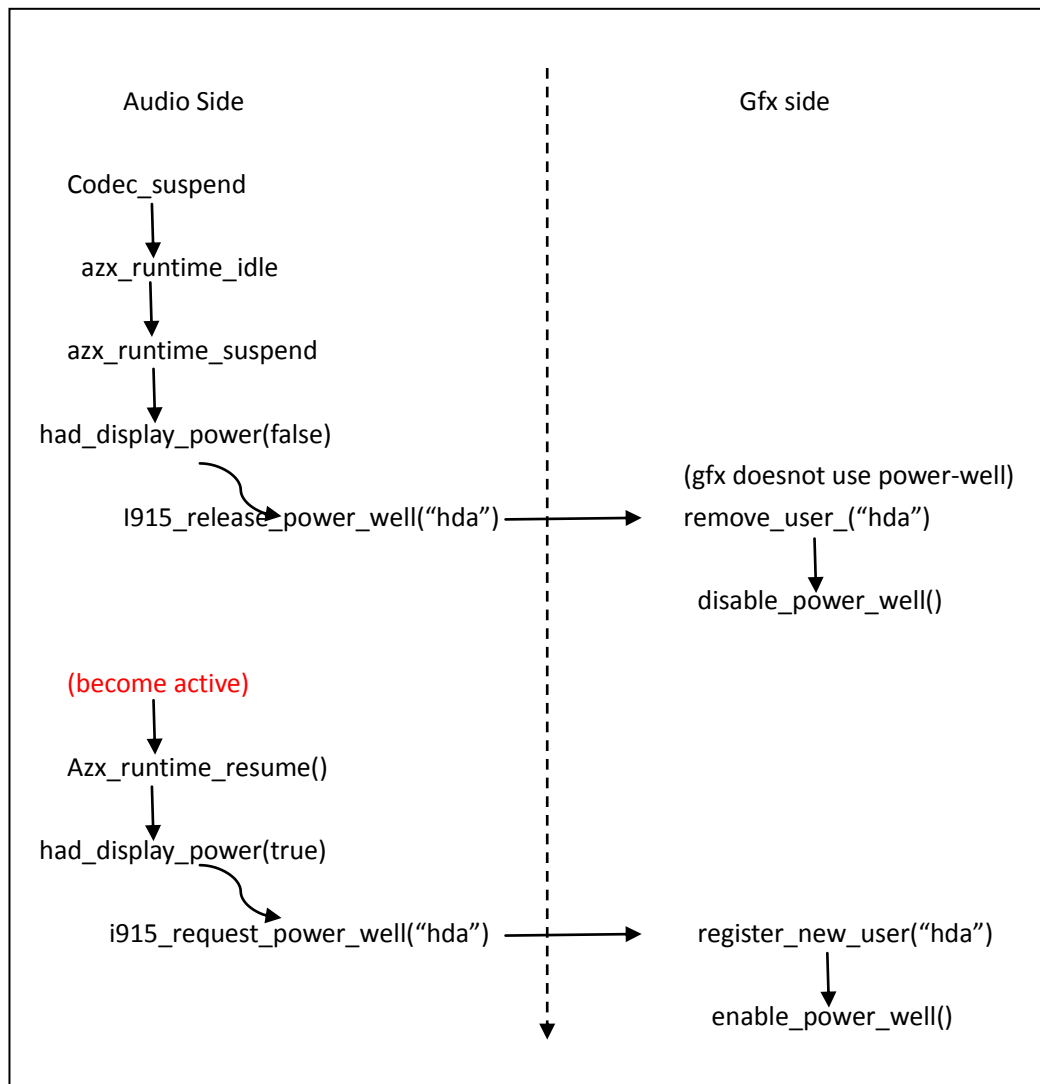 Audio Side
Gfx side
Codec_suspend
azx_runtime_idle
azx_runtime_suspend
had_display_power(false)
(gfx doesnot use power-well)
I915_release_power_well(“hda”)
remove_user_(“hda”)
disable_power_well()
(become active)
Azx_runtime_resume()
had_display_power(true)
i915_request_power_well(“hda”)
register_new_user(“hda”)
enable_power_well()